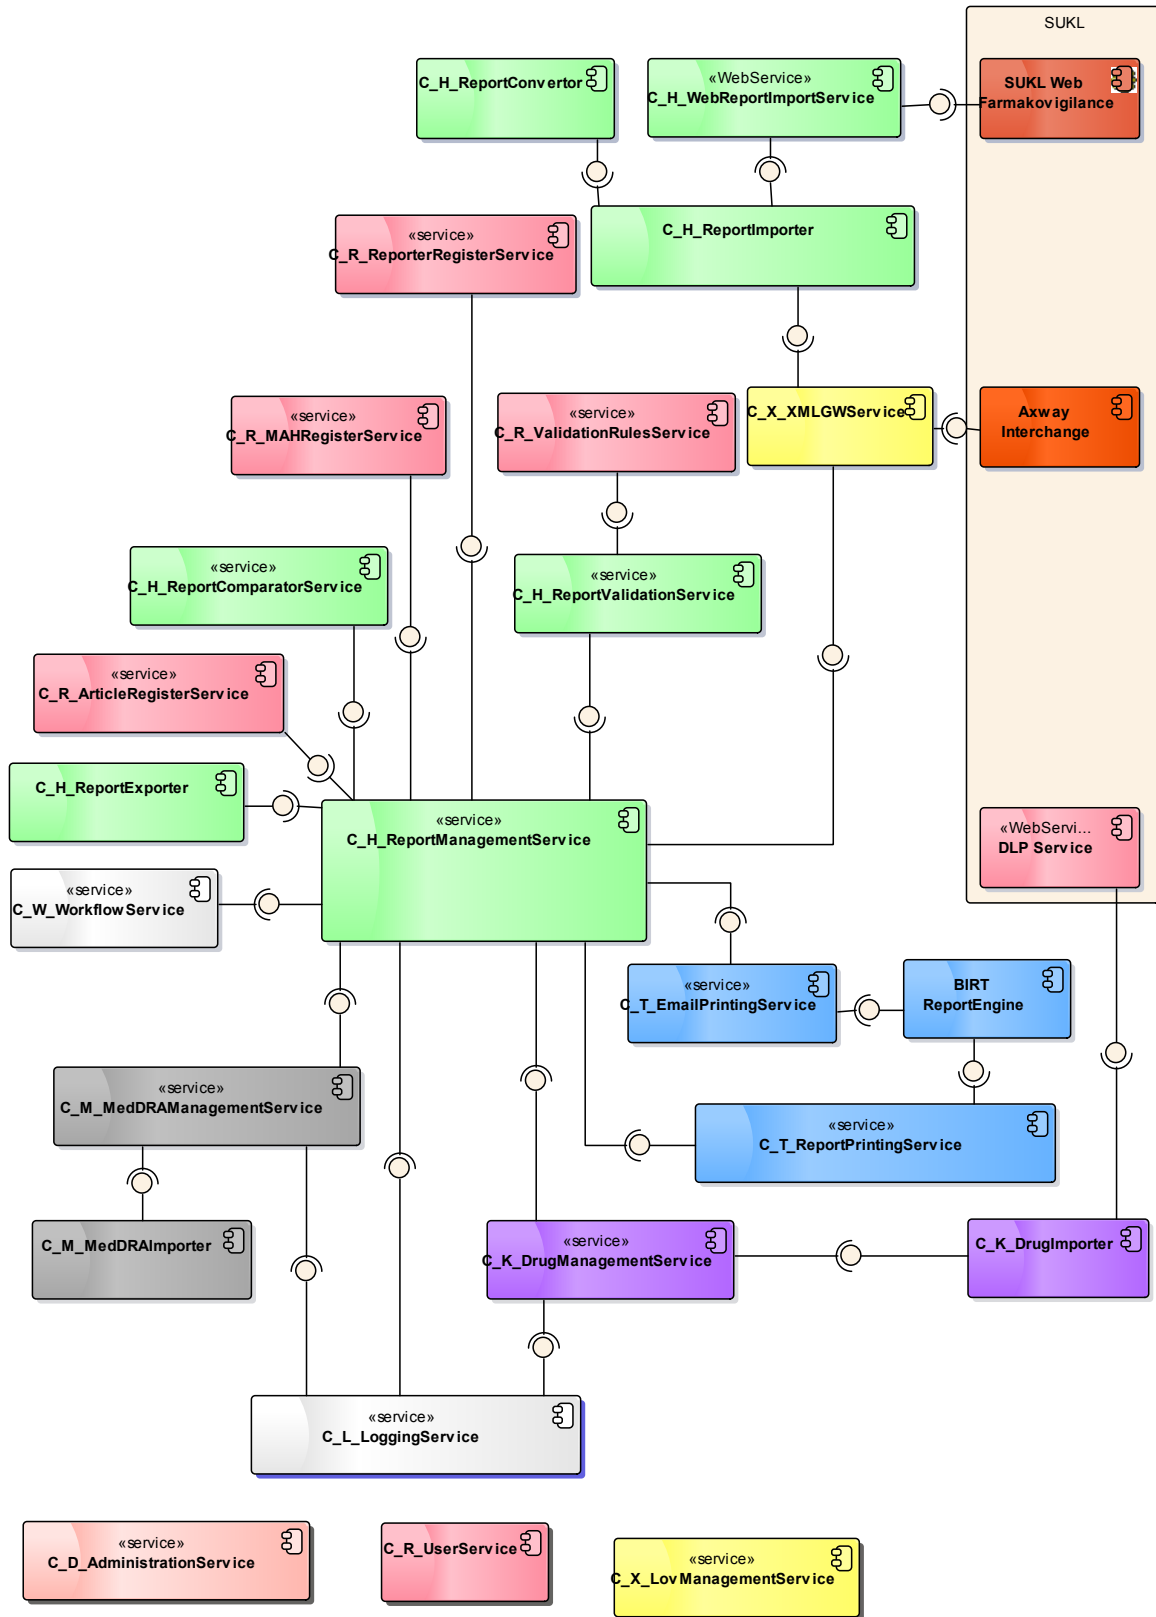 SUKL
C_H_ReportConvertor
«WebService»
C_H_WebReportImportService
SUKL Web
Farmakovigilance
«service»
C_R_ReporterRegisterService
C_H_ReportImporter
«service»
C_R_MAHRegisterService
«service»
C_R_ValidationRulesService
C_X_XMLGWService
Axway
Interchange
«service»
C_H_ReportComparatorService
«service»
C_H_ReportValidationService
«service»
C_R_ArticleRegisterService
C_H_ReportExporter
«service»
C_H_ReportManagementService
«WebServi...
DLP Service
«service»
C_W_WorkflowService
«service»
C_T_EmailPrintingService
BIRT
ReportEngine
«service»
C_M_MedDRAManagementService
«service»
C_T_ReportPrintingService
C_M_MedDRAImporter
«service»
C_K_DrugManagementService
C_K_DrugImporter
«service»
C_L_LoggingService
«service»
C_D_AdministrationService
C_R_UserService
«service»
C_X_LovManagementService